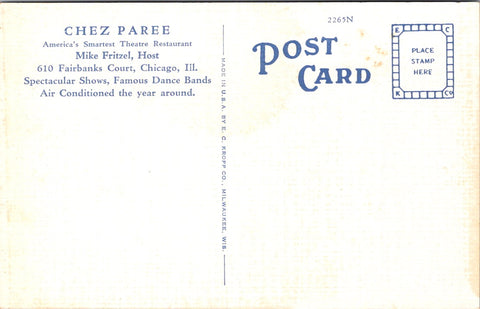 CHEZ PAREE
America's Smartest Theatre Restaurant
Mike Fritzel, Host
610 Fairbanks Court, Chicago, Ill.
Spectacular Shows, Famous Dance Bands
Air Conditioned the year around.
MADE IN U.S.A. BY E. C. KROPP CO., MILWAUKEE, WIS.
2265N
POST
CARD
K C
PLACE
STAMP
HERE
K Co